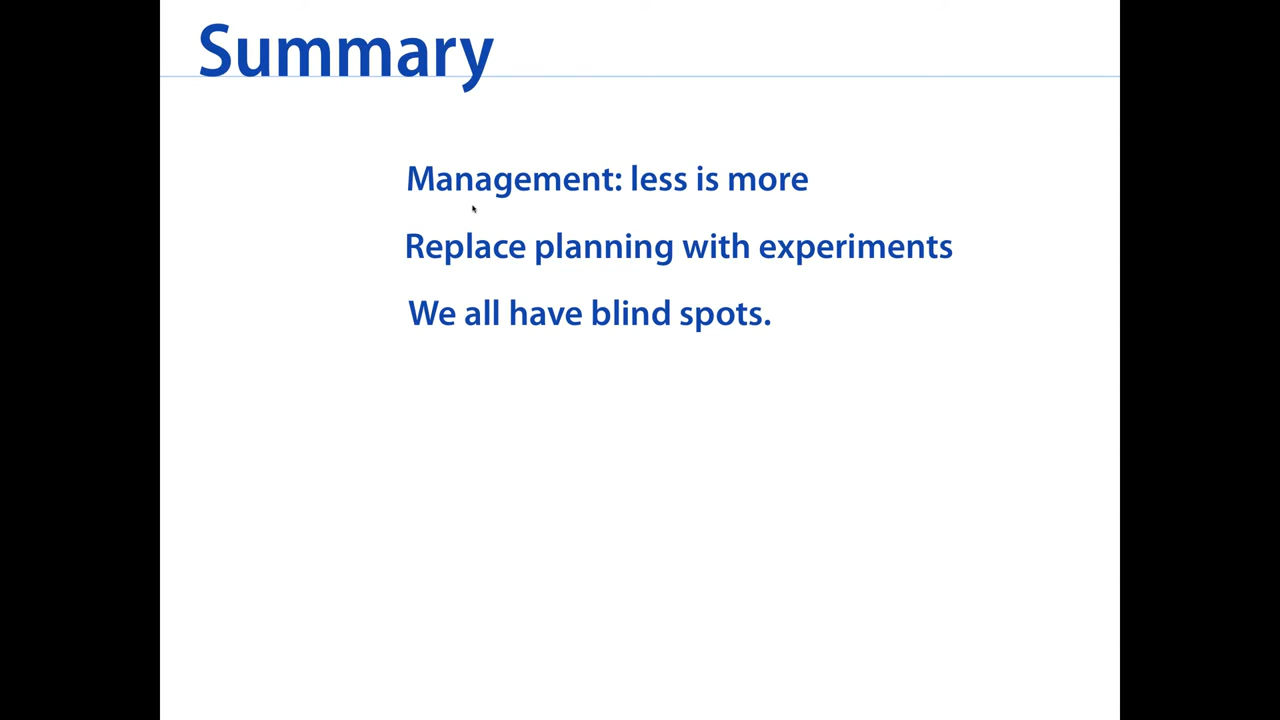 Summary
Management: less is more
Replace planning with experiments
We all have blind spots.